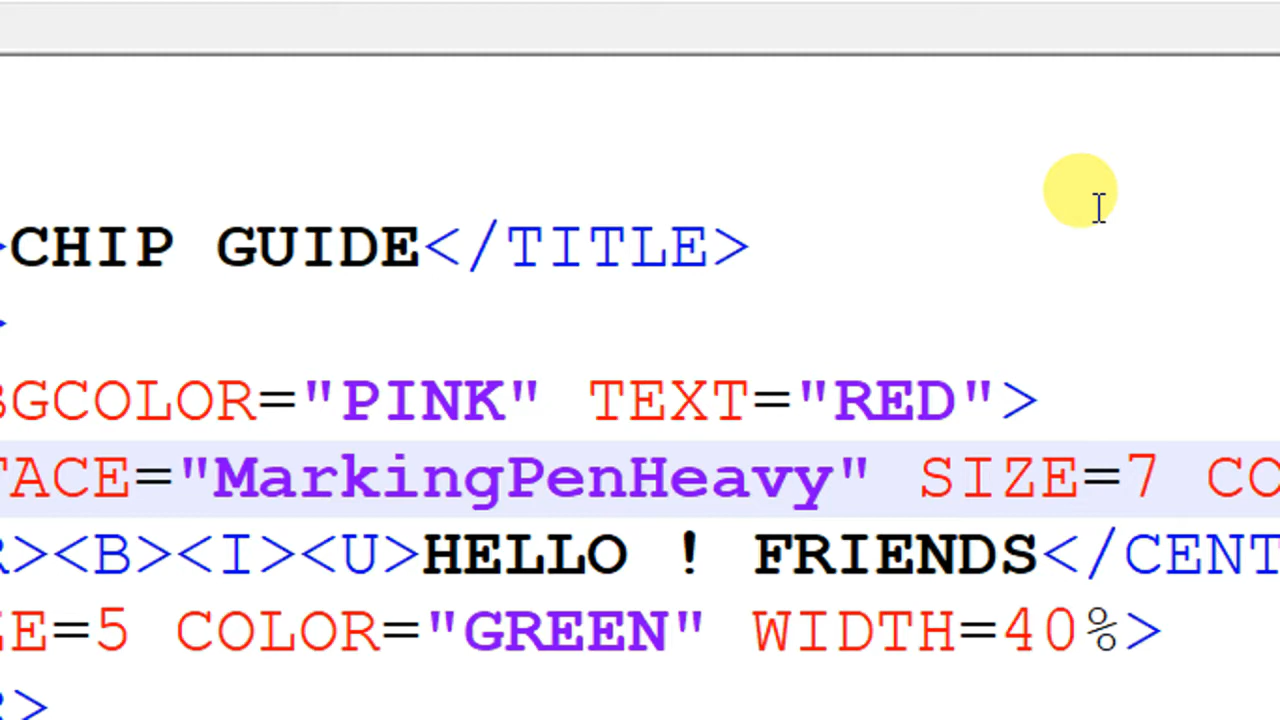 >CHIP GUIDE</TITLE>
>
BGCOLOR="PINK" TEXT="RED">
FACE="MarkingPenHeavy" SIZE=7 CO
R><B><I><U>HELLO ! FRIENDS</CENT
ZE=5 COLOR="GREEN" WIDTH=40%>
R>